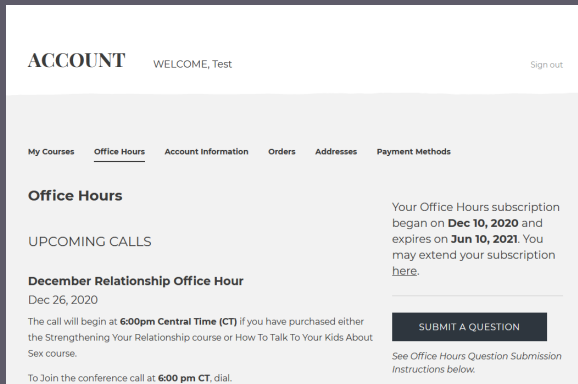 ACCOUNT WELCOME, Test Sign out
My Courses Office Hours Account Information Orders Addresses Payment Methods
Office Hours
UPCOMING CALLS
December Relationship Office Hour
Dec 26, 2020
The call will begin at 6:00pm Central Time (CT) if you have purchased either
the Strengthening Your Relationship course or How To Talk To Your Kids About
Sex course.
To Join the conference call at 6:00 pm CT, dial.
Your Office Hours subscription
began on Dec 10, 2020 and
expires on Jun 10, 2021. You
may extend your subscription
here.
SUBMIT A QUESTION
See Office Hours Question Submission
Instructions below.